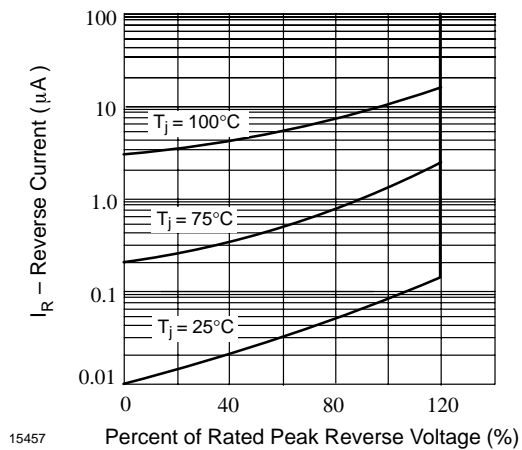 100
10
1.0
0.1
0.01
I_R – Reverse Current ( µA )
T_j = 100°C
T_j = 75°C
T_j = 25°C
0 40 80 120
Percent of Rated Peak Reverse Voltage (%)
15457